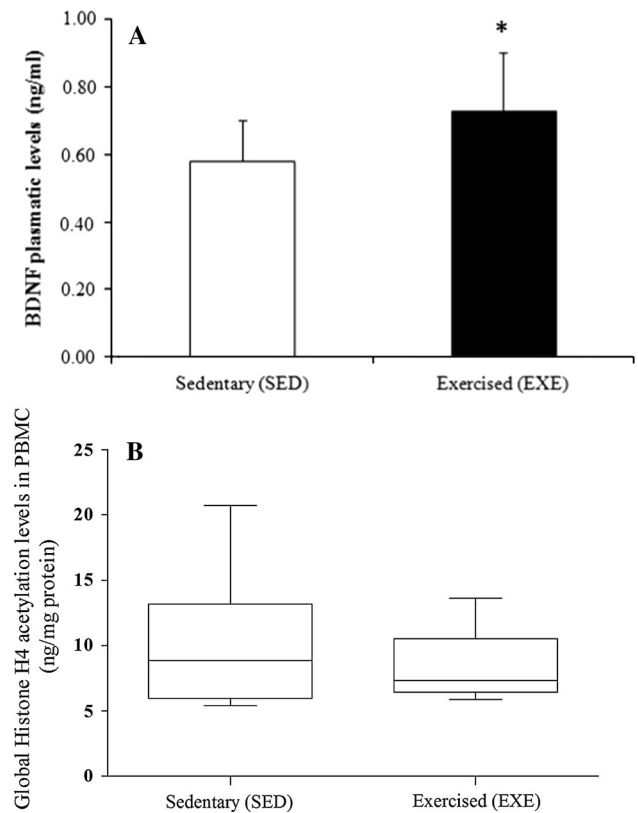 A
*
BDNF plasmatic levels (ng/ml)
1.00
0.80
0.60
0.40
0.20
0.00
Sedentary (SED)
Exercised (EXE)
B
Global Histone H4 acetylation levels in PBMC
(ng/mg protein)
25
20
15
10
5
0
Sedentary (SED)
Exercised (EXE)